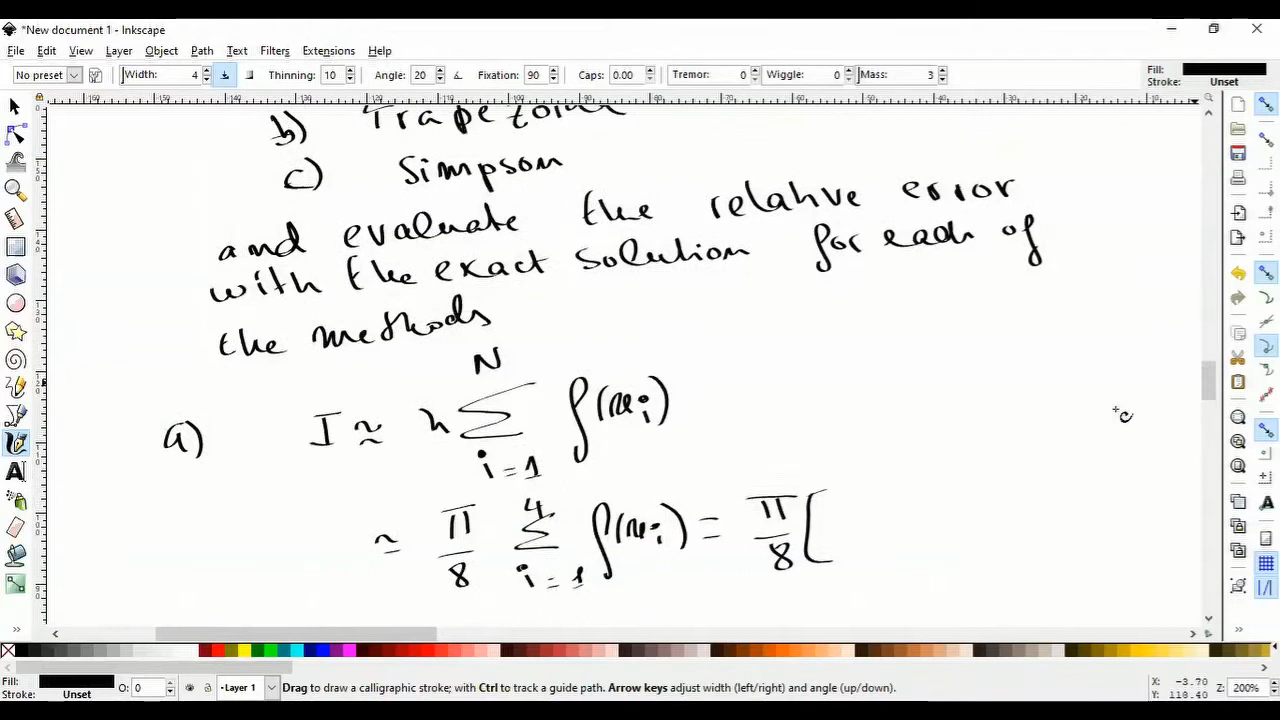 *New document 1 - Inkscape
File Edit View Layer Object Path Text Filters Extensions Help
No preset Width: 4 Thinning: 10 Angle: 20 Fixation: 90 Caps: 0.00 Tremor: 0 Wiggle: 0 Mass: 3 Fill: Stroke: Unset
b) Trapezoidal
c) Simpson
and evaluate the relative error
with the exact solution for each of
the methods
a) I ≈ h ∑_{i=1}^{N} f(x_i)
≈ π/8 ∑_{i=1}^{4} f(x_i) = π/8 [
Fill: Stroke: Unset O: 0 Layer 1 Drag to draw a calligraphic stroke; with Ctrl to track a guide path. Arrow keys adjust width (left/right) and angle (up/down). X: -3.70 Y: 118.40 Z: 200%